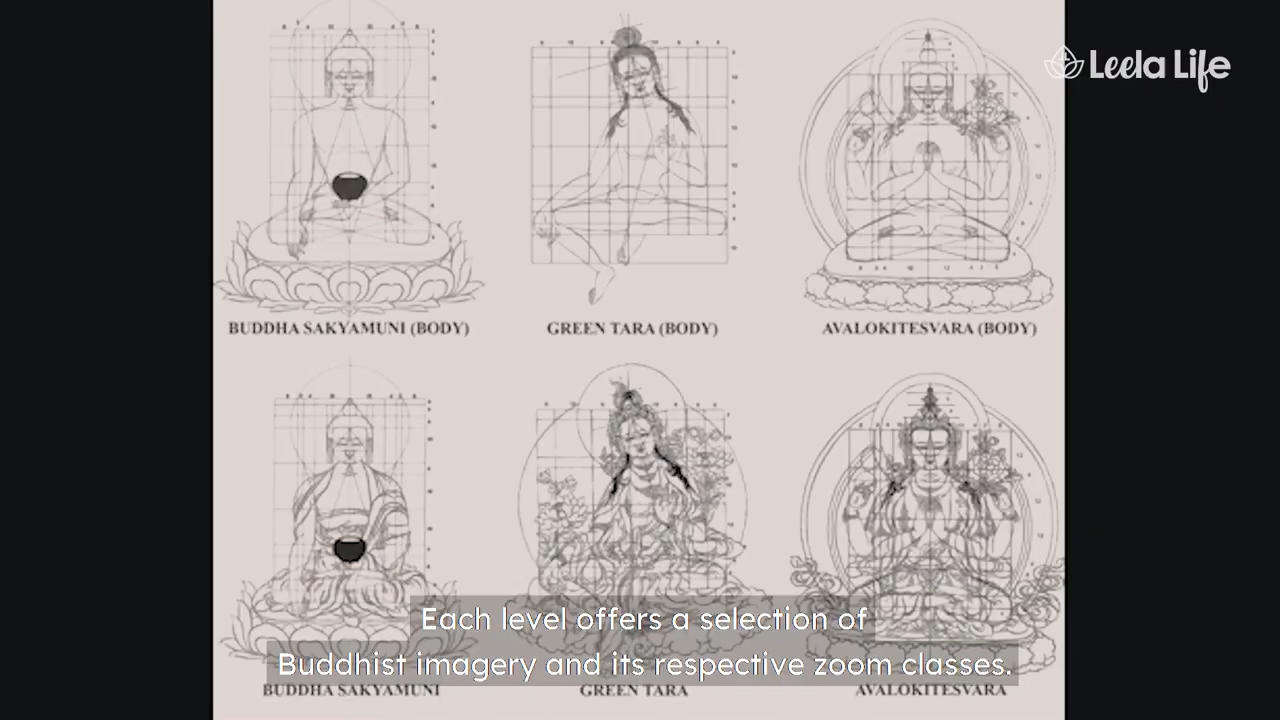 Leela Life
BUDDHA SAKYAMUNI (BODY)
GREEN TARA (BODY)
AVALOKITESVARA (BODY)
Each level offers a selection of
Buddhist imagery and its respective zoom classes.
BUDDHA SAKYAMUNI
GREEN TARA
AVALOKITESVARA